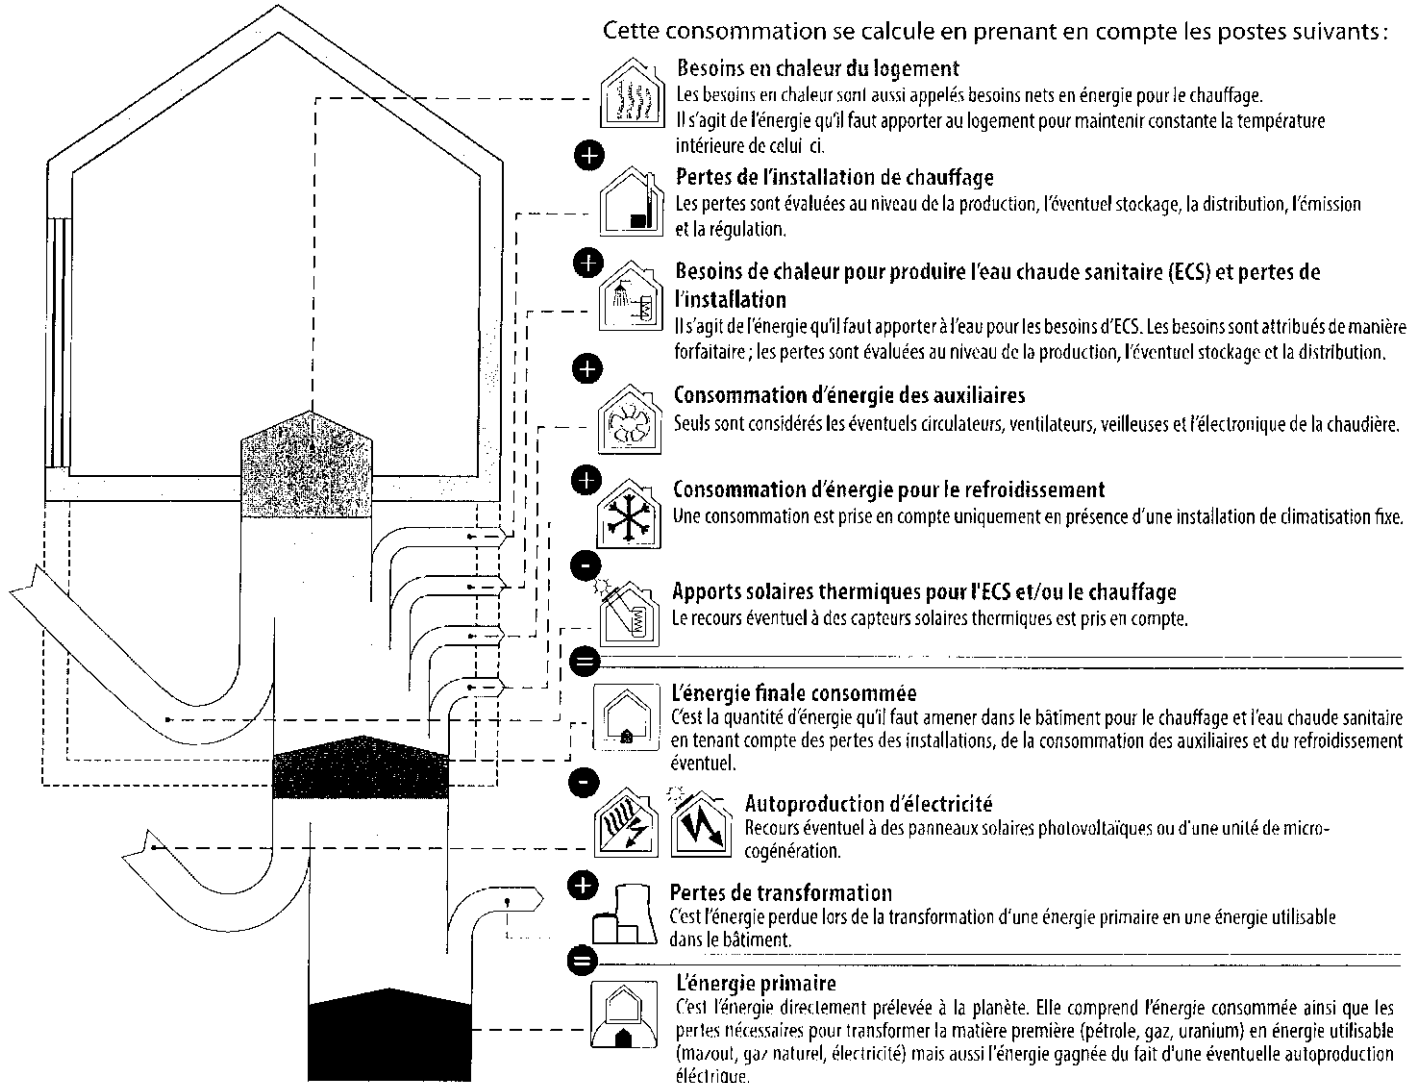 Cette consommation se calcule en prenant en compte les postes suivants :
Besoins en chaleur du logement
Les besoins en chaleur sont aussi appelés besoins nets en énergie pour le chauffage.
Il s'agit de l'énergie qu'il faut apporter au logement pour maintenir constante la température
intérieure de celui ci.
+
Pertes de l'installation de chauffage
Les pertes sont évaluées au niveau de la production, l'éventuel stockage, la distribution, l'émission
et la régulation.
+
Besoins de chaleur pour produire l'eau chaude sanitaire (ECS) et pertes de
l'installation
Il s'agit de l'énergie qu'il faut apporter à l'eau pour les besoins d'ECS. Les besoins sont attribués de manière
forfaitaire ; les pertes sont évaluées au niveau de la production, l'éventuel stockage et la distribution.
+
Consommation d'énergie des auxiliaires
Seuls sont considérés les éventuels circulateurs, ventilateurs, veilleuses et l'électronique de la chaudière.
+
Consommation d'énergie pour le refroidissement
Une consommation est prise en compte uniquement en présence d'une installation de climatisation fixe.
-
Apports solaires thermiques pour l'ECS et/ou le chauffage
Le recours éventuel à des capteurs solaires thermiques est pris en compte.
=
L'énergie finale consommée
C'est la quantité d'énergie qu'il faut amener dans le bâtiment pour le chauffage et l'eau chaude sanitaire
en tenant compte des pertes des installations, de la consommation des auxiliaires et du refroidissement
éventuel.
-
Autoproduction d'électricité
Recours éventuel à des panneaux solaires photovoltaïques ou d'une unité de micro-
cogénération.
+
Pertes de transformation
C'est l'énergie perdue lors de la transformation d'une énergie primaire en une énergie utilisable
dans le bâtiment.
=
L'énergie primaire
C'est l'énergie directement prélevée à la planète. Elle comprend l'énergie consommée ainsi que les
pertes nécessaires pour transformer la matière première (pétrole, gaz, uranium) en énergie utilisable
(mazout, gaz naturel, électricité) mais aussi l'énergie gagnée du fait d'une éventuelle autoproduction
éléctrique.